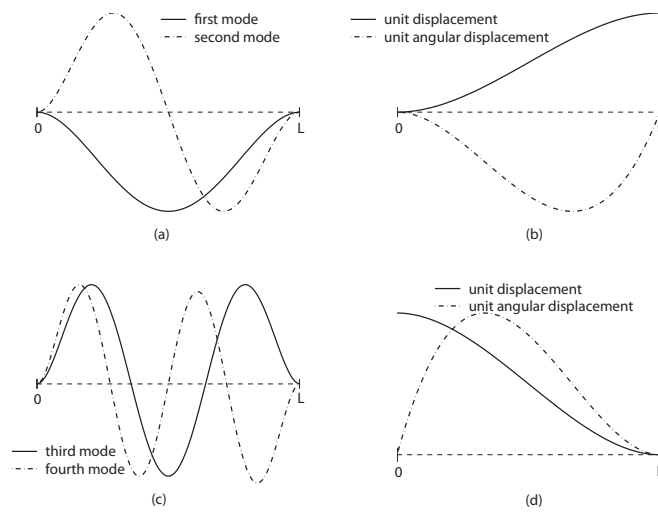 first mode
second mode
0
L
(a)
unit displacement
unit angular displacement
0
(b)
0
L
third mode
fourth mode
(c)
unit displacement
unit angular displacement
0
(d)